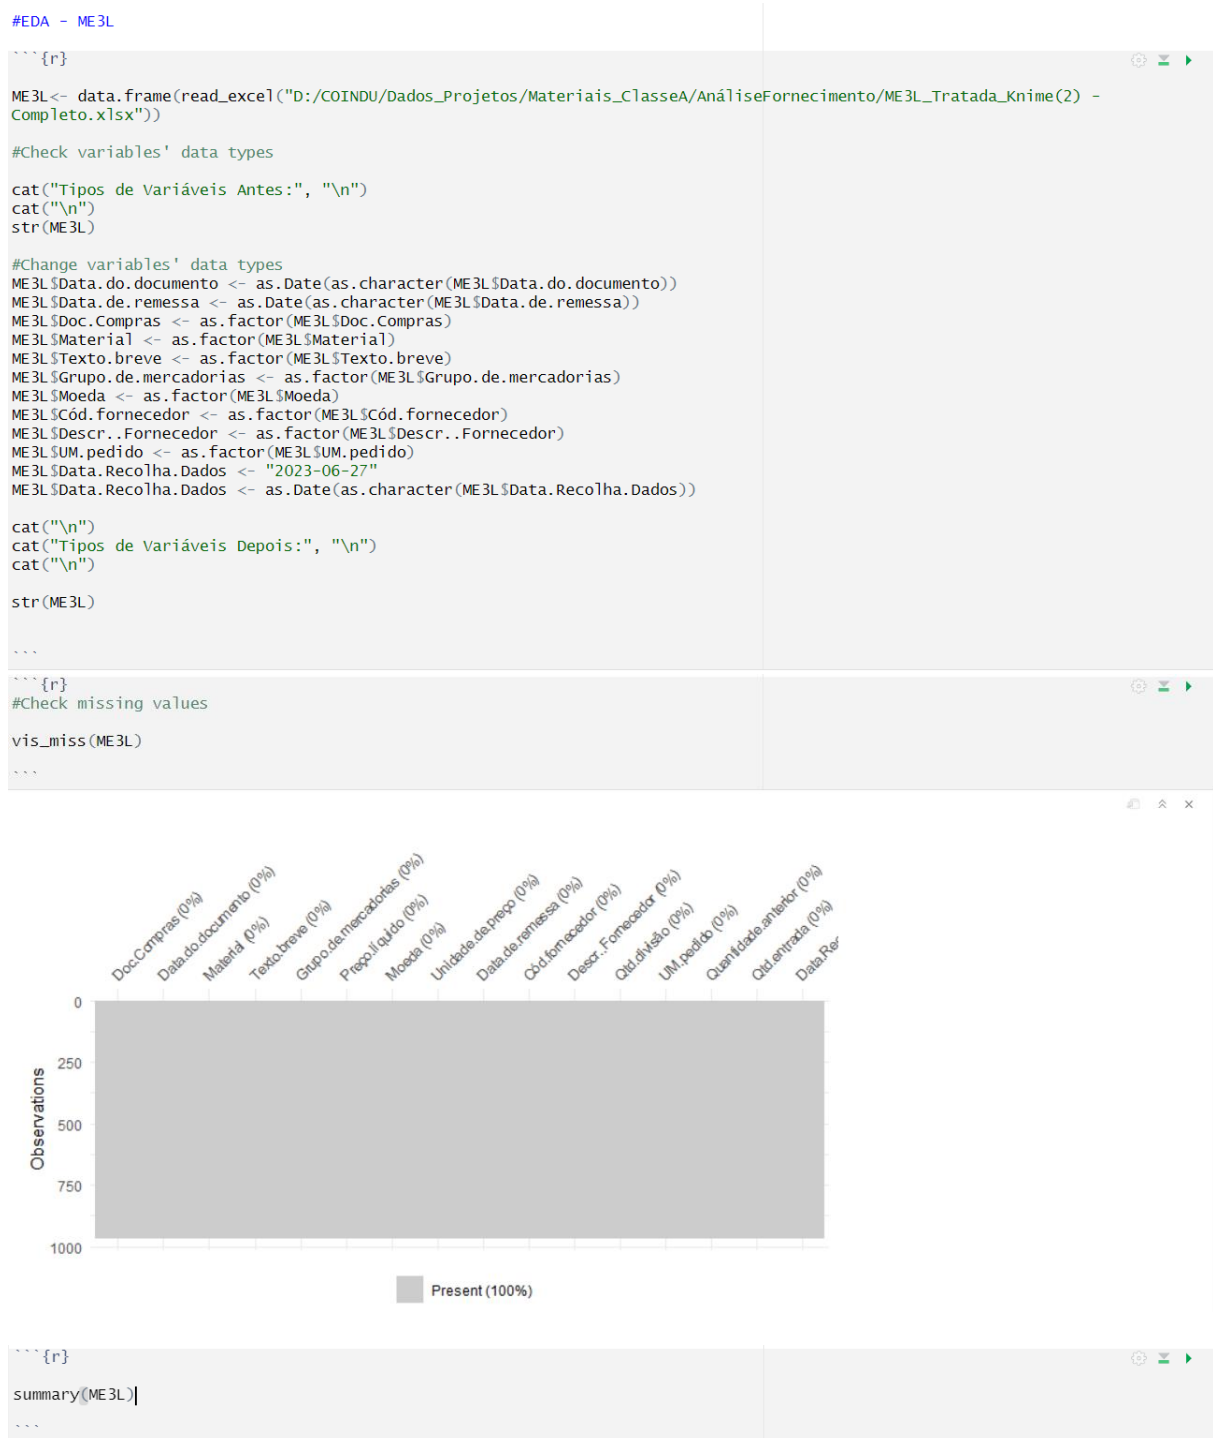 #EDA - ME3L
```{r}
ME3L<- data.frame(read_excel("D:/COINDU/Dados_Projetos/Materiais_ClasseA/AnáliseFornecimento/ME3L_Tratada_Knime(2) -
Completo.xlsx"))
#Check variables' data types
cat("Tipos de Variáveis Antes:", "\n")
cat("\n")
str(ME3L)
#Change variables' data types
ME3L$Data.do.documento <- as.Date(as.character(ME3L$Data.do.documento))
ME3L$Data.de.remessa <- as.Date(as.character(ME3L$Data.de.remessa))
ME3L$Doc.Compras <- as.factor(ME3L$Doc.Compras)
ME3L$Material <- as.factor(ME3L$Material)
ME3L$Texto.breve <- as.factor(ME3L$Texto.breve)
ME3L$Grupo.de.mercadorias <- as.factor(ME3L$Grupo.de.mercadorias)
ME3L$Moeda <- as.factor(ME3L$Moeda)
ME3L$Cód.fornecedor <- as.factor(ME3L$Cód.fornecedor)
ME3L$Descr..Fornecedor <- as.factor(ME3L$Descr..Fornecedor)
ME3L$UM.pedido <- as.factor(ME3L$UM.pedido)
ME3L$Data.Recolha.Dados <- "2023-06-27"
ME3L$Data.Recolha.Dados <- as.Date(as.character(ME3L$Data.Recolha.Dados))
cat("\n")
cat("Tipos de Variáveis Depois:", "\n")
cat("\n")
str(ME3L)
```
```{r}
#Check missing values
vis_miss(ME3L)
```
Doc.Compras (0%)
Data.do.documento (0%)
Material (0%)
Texto.breve (0%)
Grupo.de.mercadorias (0%)
Preço.líquido (0%)
Moeda (0%)
Unidade.de.preço (0%)
Data.de.remessa (0%)
Cód.fornecedor (0%)
Descr..Fornecedor (0%)
Qtd.divisão (0%)
UM.pedido (0%)
Quantidade.anterior (0%)
Qtd.entrada (0%)
Data.Re
0
250
500
750
1000
Observations
Present (100%)
```{r}
summary(ME3L)
```